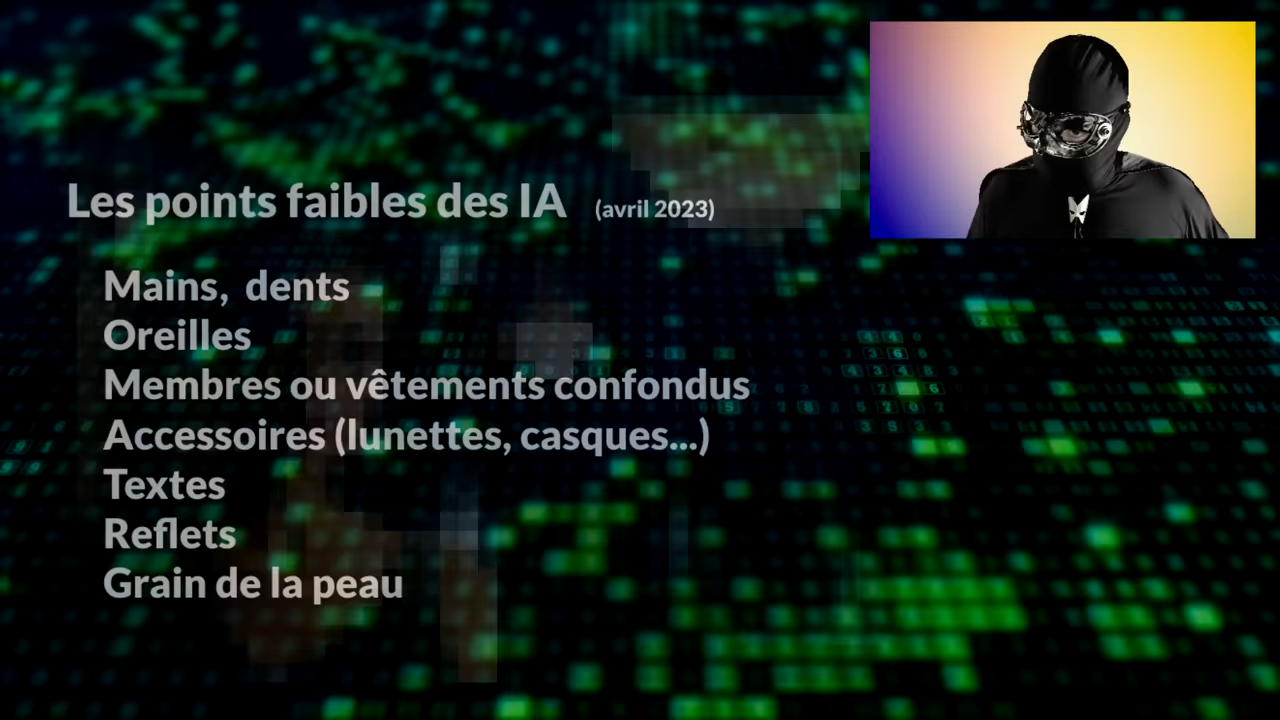 Les points faibles des IA (avril 2023)
Mains, dents
Oreilles
Membres ou vêtements confondus
Accessoires (lunettes, casques...)
Textes
Reflets
Grain de la peau